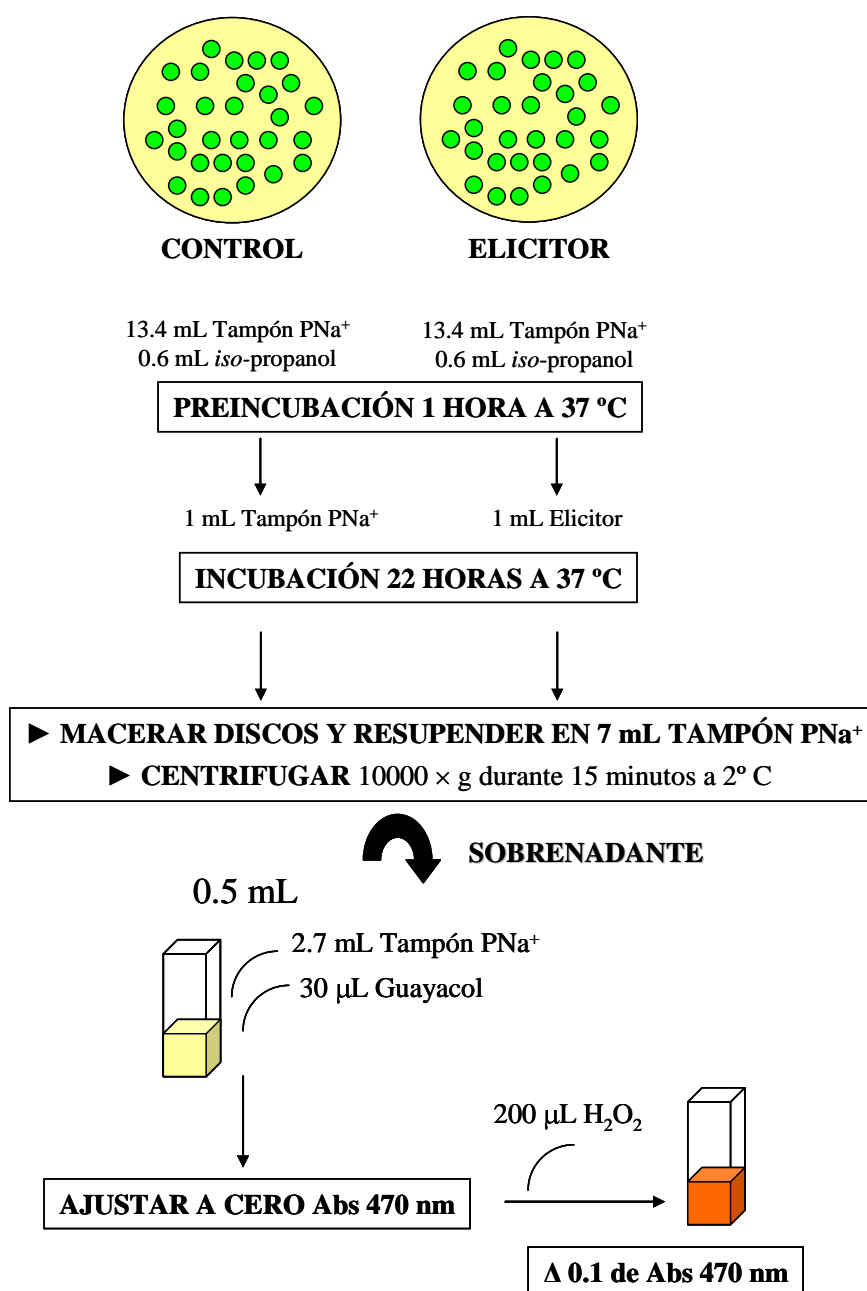 CONTROL
ELICITOR
13.4 mL Tampón PNa⁺
0.6 mL iso-propanol
13.4 mL Tampón PNa⁺
0.6 mL iso-propanol
PREINCUBACIÓN 1 HORA A 37 ºC
1 mL Tampón PNa⁺
1 mL Elicitor
INCUBACIÓN 22 HORAS A 37 ºC
► MACERAR DISCOS Y RESUPENDER EN 7 mL TAMPÓN PNa⁺
► CENTRIFUGAR 10000 × g durante 15 minutos a 2º C
SOBRENADANTE
0.5 mL
2.7 mL Tampón PNa⁺
30 μL Guayacol
200 μL H₂O₂
AJUSTAR A CERO Abs 470 nm
Δ 0.1 de Abs 470 nm